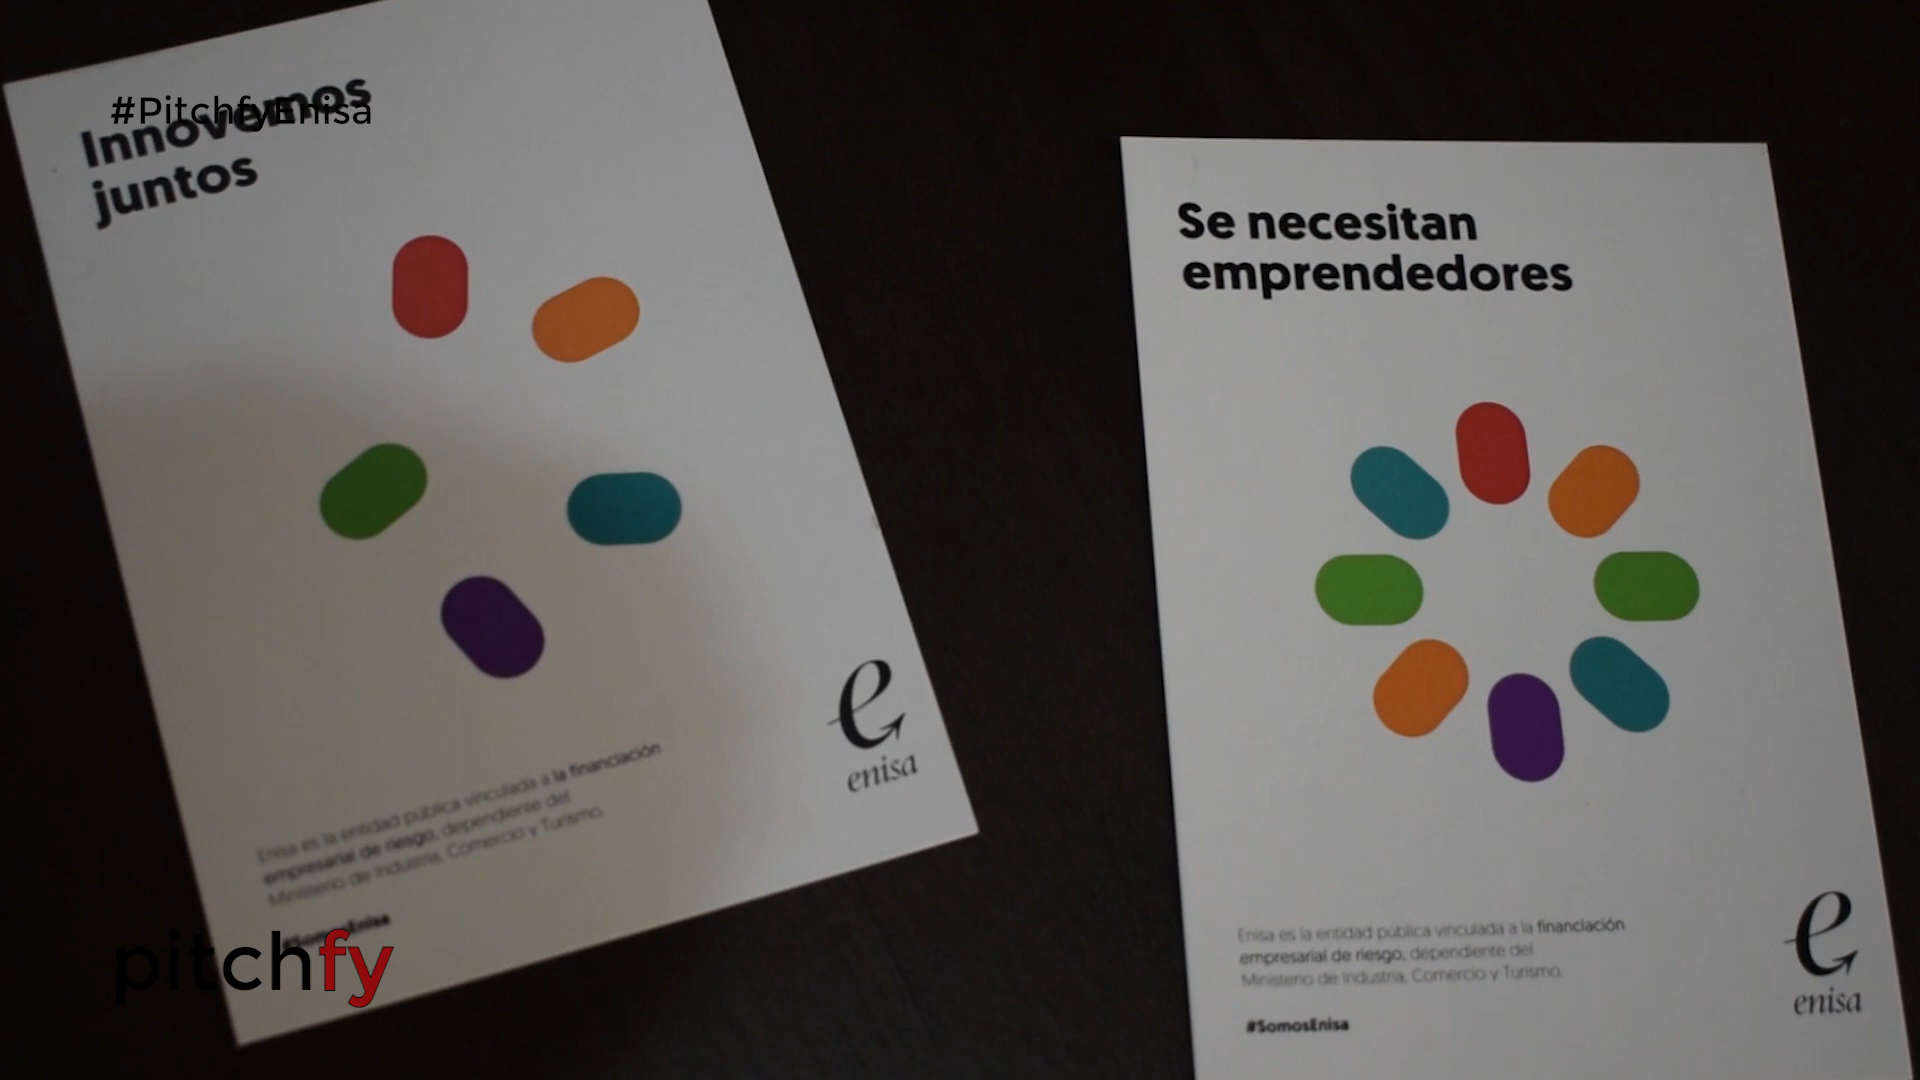 #PitchfyEnisa
Innovemos
juntos
Enisa es la entidad pública vinculada a la financiación
empresarial de riesgo, dependiente del
Ministerio de Industria, Comercio y Turismo.
#SomosEnisa
e
enisa
pitchfy
Se necesitan
emprendedores
Enisa es la entidad pública vinculada a la financiación
empresarial de riesgo, dependiente del
Ministerio de Industria, Comercio y Turismo.
#SomosEnisa
e
enisa